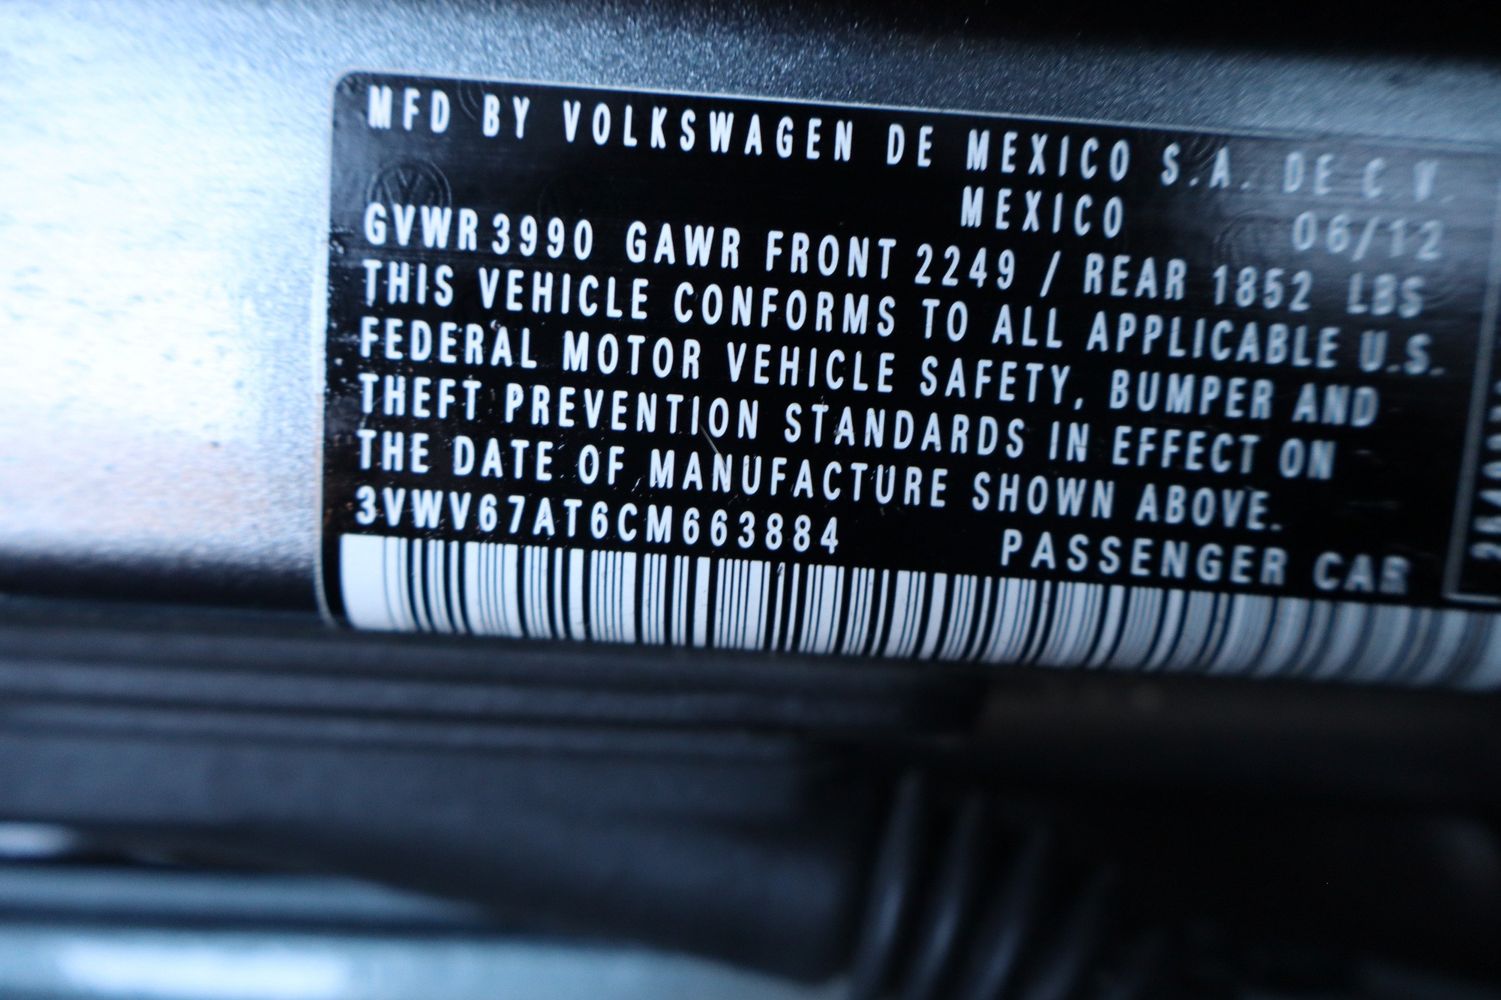 MFD BY VOLKSWAGEN DE MEXICO S.A. DE C.V.
MEXICO 06/12
GVWR 3990 GAWR FRONT 2249 / REAR 1852 LBS
THIS VEHICLE CONFORMS TO ALL APPLICABLE U.S.
FEDERAL MOTOR VEHICLE SAFETY, BUMPER AND
THEFT PREVENTION STANDARDS IN EFFECT ON
THE DATE OF MANUFACTURE SHOWN ABOVE.
3VWV67AT6CM663884 PASSENGER CAR